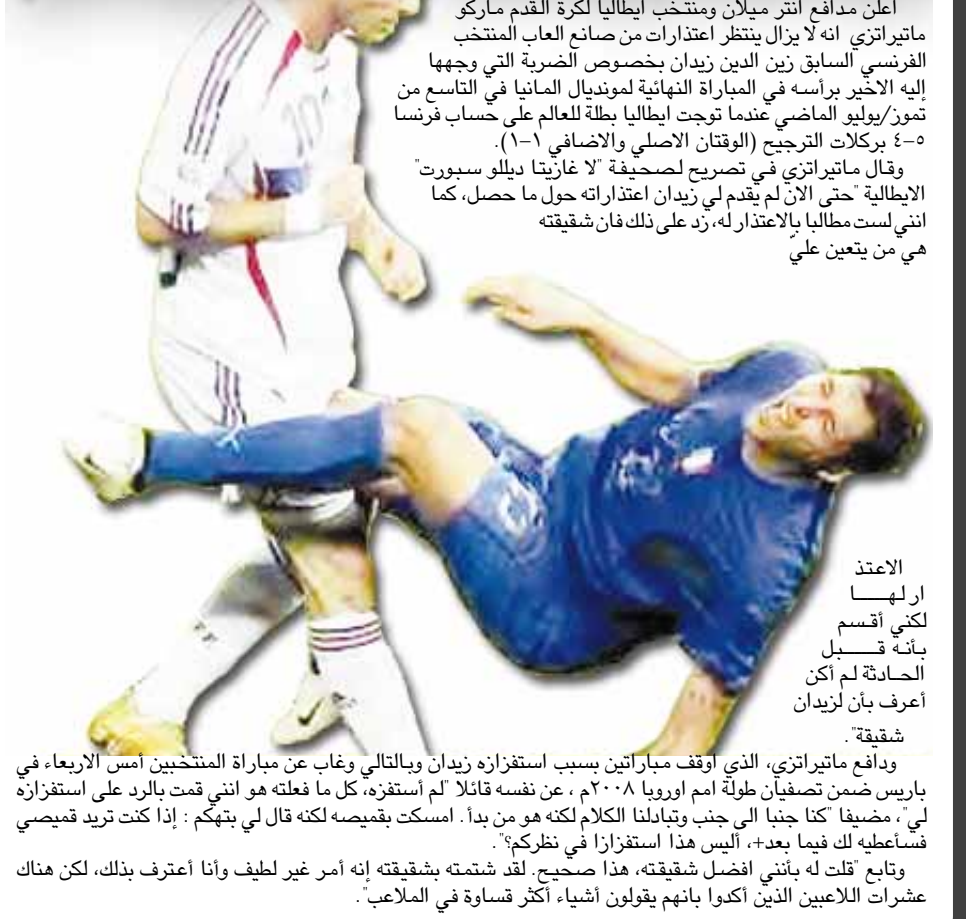 اعلن مدافع انتر ميلان ومنتخب ايطاليا لكرة القدم ماركو
ماتيراتزي انه لا يزال ينتظر اعتذارات من صانع العاب المنتخب
الفرنسي السابق زين الدين زيدان بخصوص الضربة التي وجهها
إليه الاخير برأسه في المباراة النهائية لمونديال المانيا في التاسع من
تموز/يوليو الماضي عندما توجت ايطاليا بطلة للعالم على حساب فرنسا
٥-٤ بركلات الترجيح (الوقتان الاصلي والاضافي ١-١).
وقال ماتيراتزي في تصريح لصحيفة "لا غازيتا ديللو سبورت"
الايطالية "حتى الان لم يقدم لي زيدان اعتذاراته حول ما حصل، كما
انني لست مطالبا بالاعتذار له، زد على ذلك فان شقيقته
هي من يتعين عليّ
الاعتذ
ار لهـــــا
لكني أقسم
بأنه قـــــبل
الحـادثة لم أكن
أعرف بأن لزيدان
شقيقة".
ودافع ماتيراتزي، الذي اوقف مباراتين بسبب استفزازه زيدان وبالتالي وغاب عن مباراة المنتخبين أمس الاربعاء في
باريس ضمن تصفيان طولة امم اوروبا ٢٠٠٨م ، عن نفسه قائلا "لم أستفزه، كل ما فعلته هو انني قمت بالرد على استفزازه
لي"، مضيفا "كنا جنبا الى جنب وتبادلنا الكلام لكنه هو من بدأ. امسكت بقميصه لكنه قال لي بتهكم : إذا كنت تريد قميصي
فسأعطيه لك فيما بعد+، أليس هذا استفزازا في نظركم؟".
وتابع "قلت له بأنني افضل شقيقته، هذا صحيح. لقد شتمته بشقيقته إنه أمر غير لطيف وأنا أعترف بذلك، لكن هناك
عشرات اللاعبين الذين أكدوا بانهم يقولون أشياء أكثر قساوة في الملاعب".